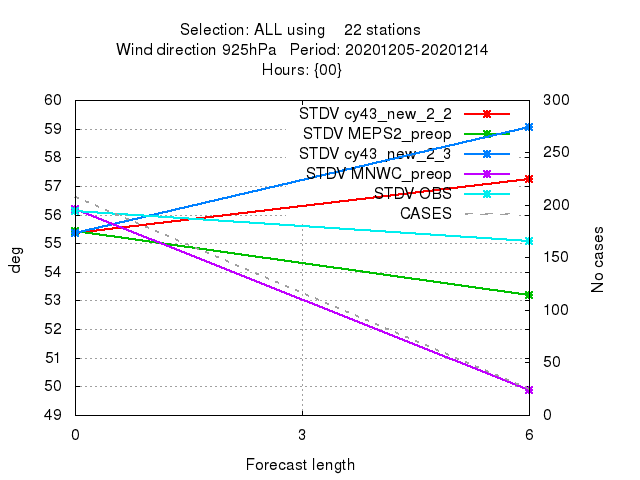 Selection: ALL using 22 stations
Wind direction 925hPa Period: 20201205-20201214
Hours: {00}
60
59
58
57
56
55
54
53
52
51
50
49
300
250
200
150
100
50
0
STDV cy43_new_2_2
STDV MEPS2_preop
STDV cy43_new_2_3
STDV MNWC_preop
STDV OBS
CASES
deg
No cases
0 3 6
Forecast length